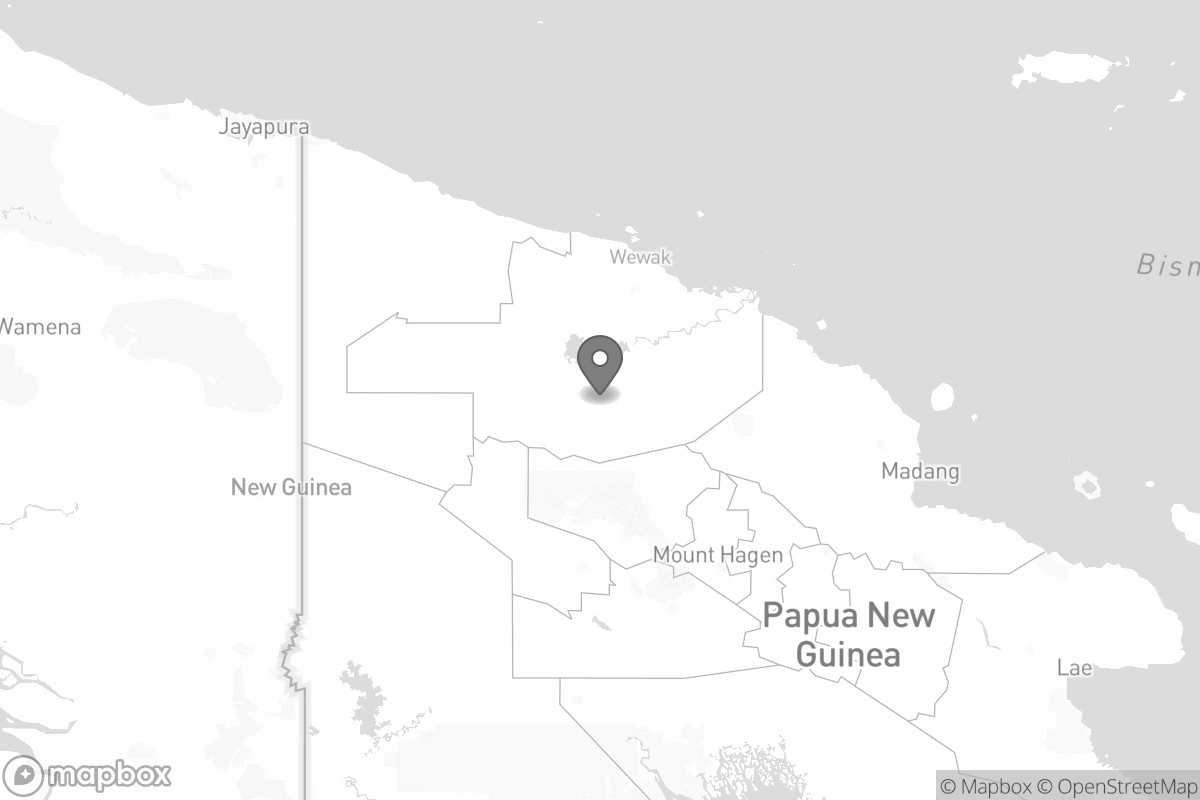 Jayapura
Wewak
Bism
Wamena
Madang
New Guinea
Mount Hagen
Papua New
Guinea
Lae
mapbox
© Mapbox © OpenStreetMap